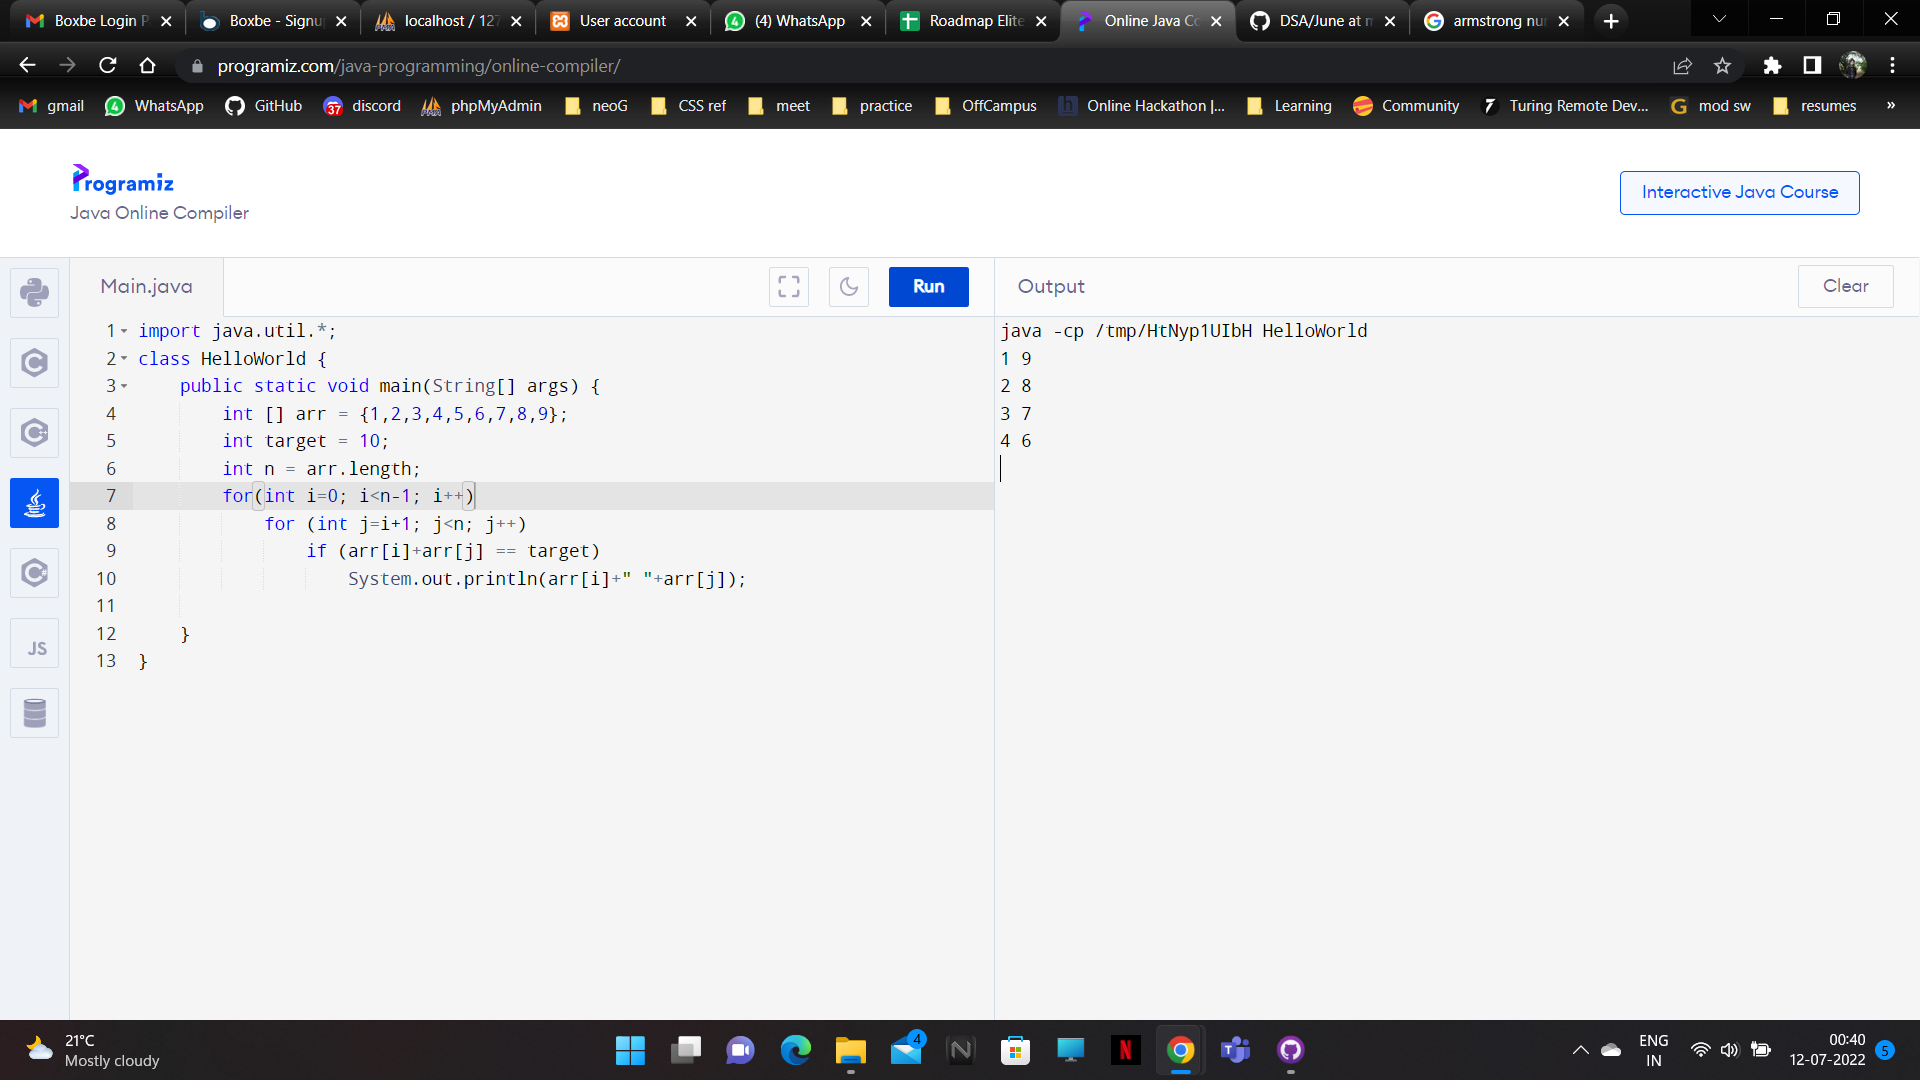 Boxbe Login P
Boxbe - Signu
localhost / 127
User account
(4) WhatsApp
Roadmap Elite
Online Java Co
DSA/June at m
armstrong nu
programiz.com/java-programming/online-compiler/
gmail
WhatsApp
GitHub
37 discord
phpMyAdmin
neoG
CSS ref
meet
practice
OffCampus
h Online Hackathon |...
Learning
Community
Turing Remote Dev...
G mod sw
resumes
»
Programiz
Java Online Compiler
Interactive Java Course
Main.java
Run
Output
Clear
1 import java.util.*;
2 class HelloWorld {
3 public static void main(String[] args) {
4 int [] arr = {1,2,3,4,5,6,7,8,9};
5 int target = 10;
6 int n = arr.length;
7 for(int i=0; i<n-1; i++)
8 for (int j=i+1; j<n; j++)
9 if (arr[i]+arr[j] == target)
10 System.out.println(arr[i]+" "+arr[j]);
11
12 }
13 }
JS
java -cp /tmp/HtNyp1UIbH HelloWorld
1 9
2 8
3 7
4 6
21°C
Mostly cloudy
4
ENG
IN
00:40
12-07-2022
5